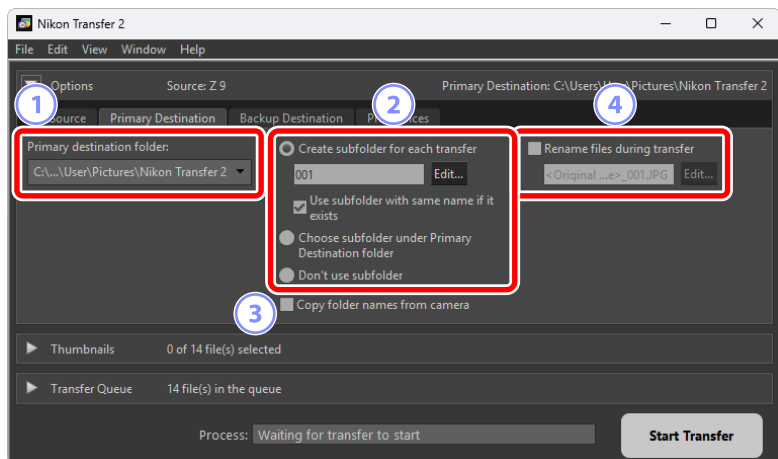 Nikon Transfer 2
File Edit View Window Help
Options Source: Z 9 Primary Destination: C:\Users\User\Pictures\Nikon Transfer 2
1 2 4
Source Primary Destination Backup Destination Preferences
Primary destination folder: Create subfolder for each transfer Rename files during transfer
C:\...\User\Pictures\Nikon Transfer 2 001 Edit... <Original ...e>_001.JPG Edit...
Use subfolder with same name if it
exists
Choose subfolder under Primary
Destination folder
Don't use subfolder
3 Copy folder names from camera
Thumbnails 0 of 14 file(s) selected
Transfer Queue 14 file(s) in the queue
Process: Waiting for transfer to start Start Transfer